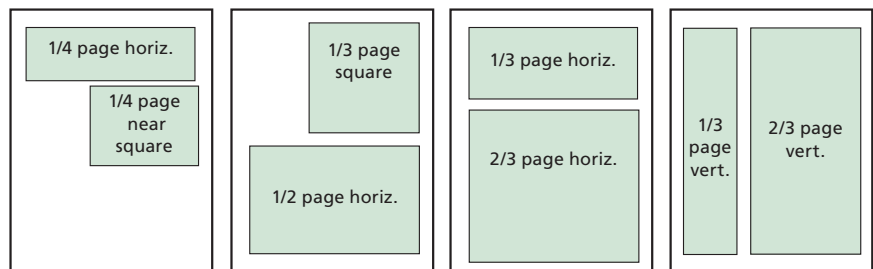 1/4 page horiz.
1/4 page
near
square
1/3 page
square
1/2 page horiz.
1/3 page horiz.
2/3 page horiz.
1/3
page
vert.
2/3 page
vert.